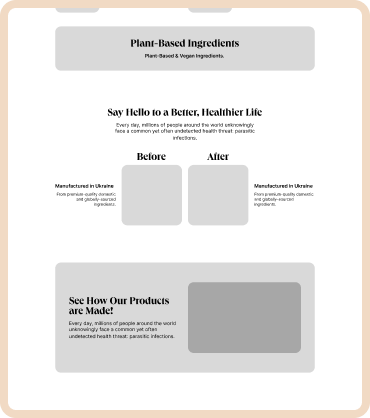 Plant-Based Ingredients
Plant-Based & Vegan Ingredients.
Say Hello to a Better, Healthier Life
Every day, millions of people around the world unknowingly
face a common yet often undetected health threat: parasitic
infections.
Before
After
Manufactured in Ukraine
From premium-quality domestic
and globally-sourced
ingredients.
Manufactured in Ukraine
From premium-quality domestic
and globally-sourced
ingredients.
See How Our Products
are Made!
Every day, millions of people around the world
unknowingly face a common yet often
undetected health threat: parasitic infections.